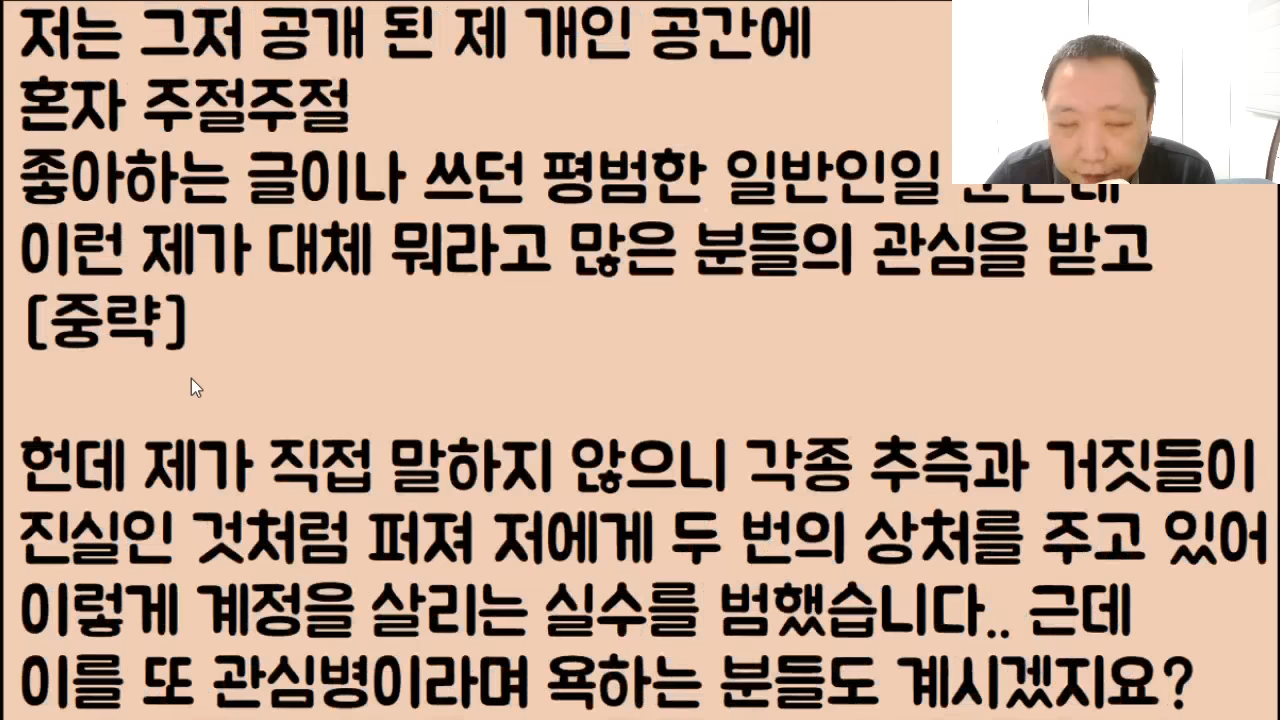 저는 그저 공개 된 제 개인 공간에
혼자 주절주절
좋아하는 글이나 쓰던 평범한 일반인일
이런 제가 대체 뭐라고 많은 분들의 관심을 받고
[중략]
헌데 제가 직접 말하지 않으니 각종 추측과 거짓들이
진실인 것처럼 퍼져 저에게 두 번의 상처를 주고 있어
이렇게 계정을 살리는 실수를 범했습니다.. 근데
이를 또 관심병이라며 욕하는 분들도 계시겠지요?